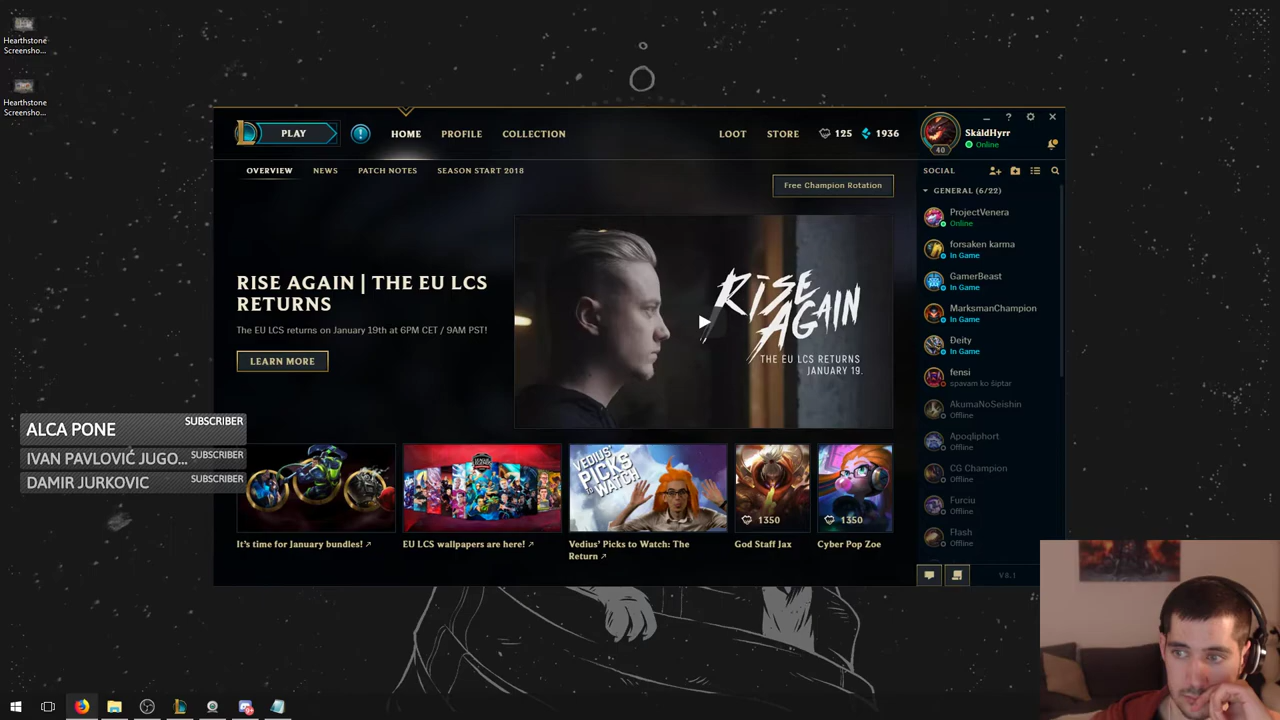 Hearthstone
Screensho...
Hearthstone
Screensho...
PLAY
HOME
PROFILE
COLLECTION
LOOT
STORE
125
1936
?
SkáldHyrr
Online
40
OVERVIEW
NEWS
PATCH NOTES
SEASON START 2018
Free Champion Rotation
SOCIAL
GENERAL (6/22)
ProjectVenera
Online
forsaken karma
In Game
GamerBeast
In Game
MarksmanChampion
In Game
Đeity
In Game
fensi
spavam ko šiptar
AkumaNoSeishin
Offline
Apoqliphort
Offline
CG Champion
Offline
Furciu
Offline
Flash
Offline
RISE AGAIN | THE EU LCS
RETURNS
The EU LCS returns on January 19th at 6PM CET / 9AM PST!
LEARN MORE
RISE
AGAIN
THE EU LCS RETURNS
JANUARY 19.
ALCA PONE
SUBSCRIBER
IVAN PAVLOVIĆ JUGO...
SUBSCRIBER
DAMIR JURKOVIC
SUBSCRIBER
VEDIUS'
PICKS
TO
WATCH
1350
1350
It's time for January bundles!
EU LCS wallpapers are here!
Vedius' Picks to Watch: The
Return
God Staff Jax
Cyber Pop Zoe
V8.1